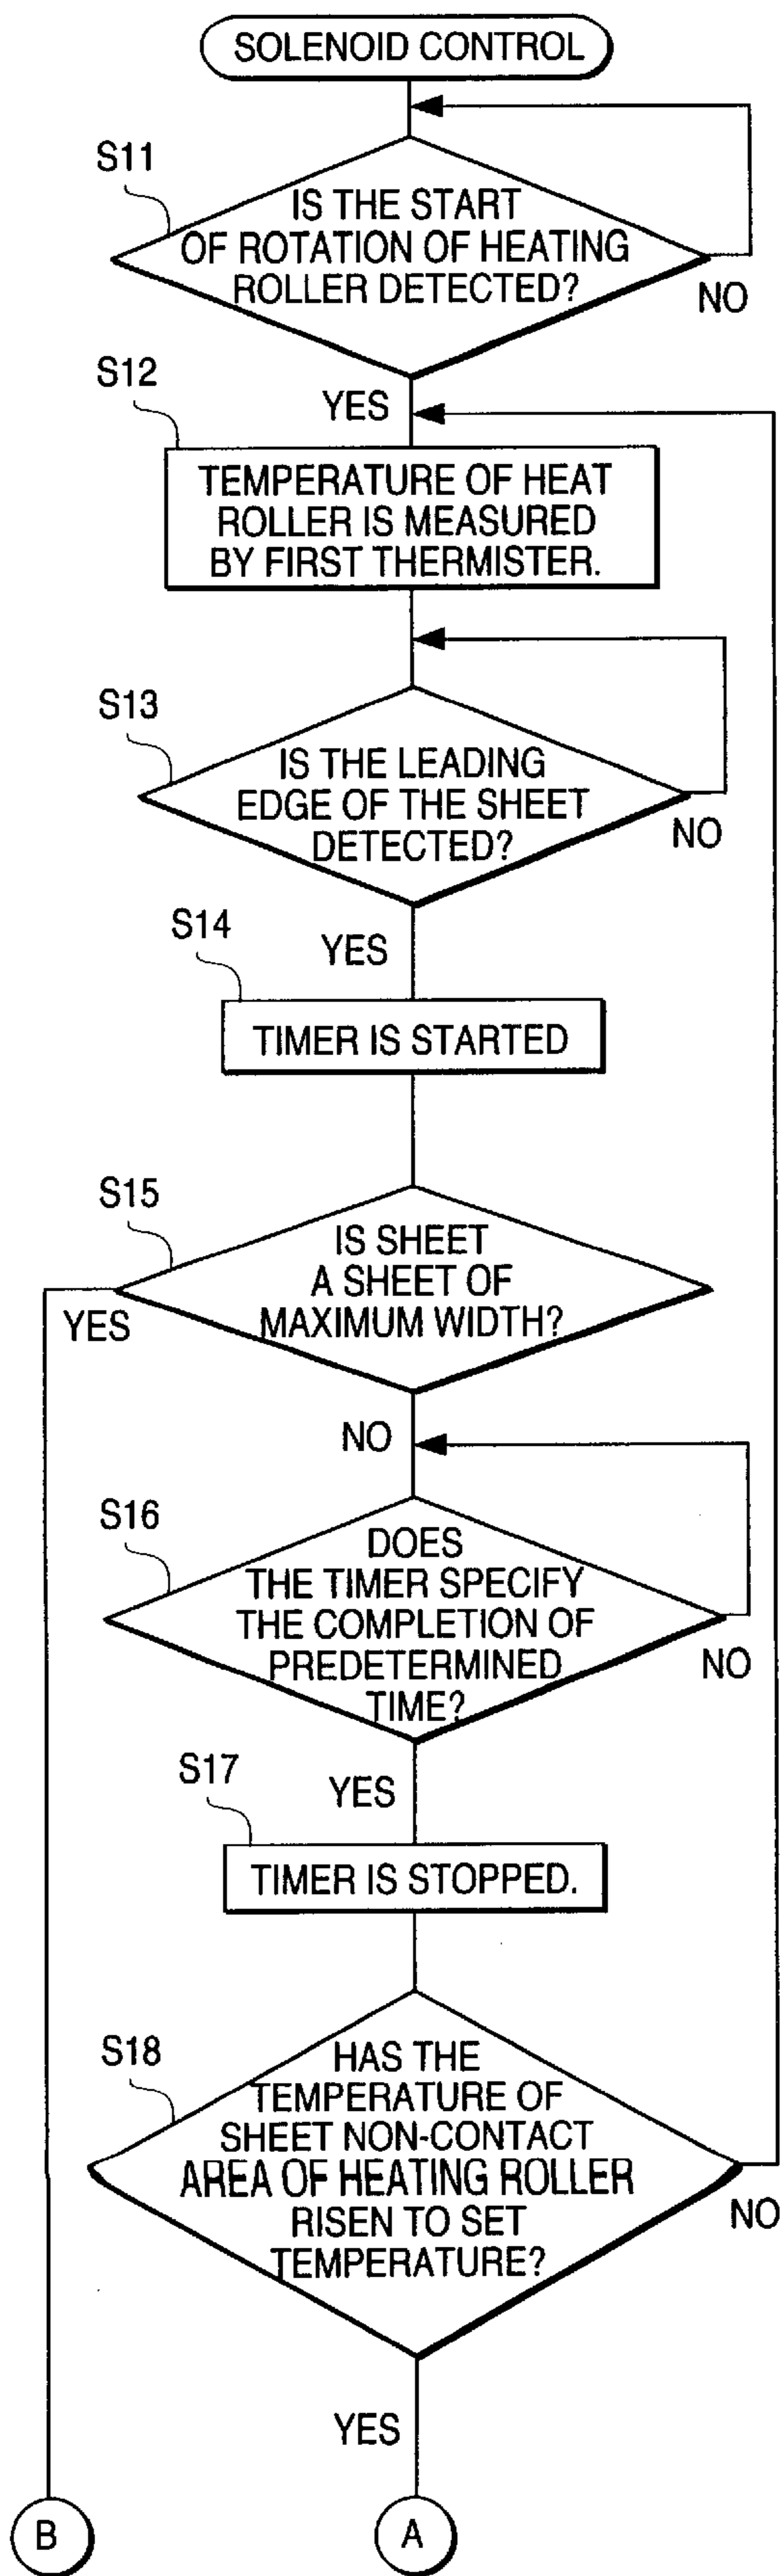 SOLENOID CONTROL
S11
IS THE START
OF ROTATION OF HEATING
ROLLER DETECTED?
NO
S12
YES
TEMPERATURE OF HEAT
ROLLER IS MEASURED
BY FIRST THERMISTER.
S13
IS THE LEADING
EDGE OF THE SHEET
DETECTED?
NO
S14
YES
TIMER IS STARTED
S15
IS SHEET
A SHEET OF
MAXIMUM WIDTH?
YES
NO
S16
DOES
THE TIMER SPECIFY
THE COMPLETION OF
PREDETERMINED
TIME?
NO
S17
YES
TIMER IS STOPPED.
S18
HAS THE
TEMPERATURE OF
SHEET NON-CONTACT
AREA OF HEATING ROLLER
RISEN TO SET
TEMPERATURE?
NO
YES
B
A